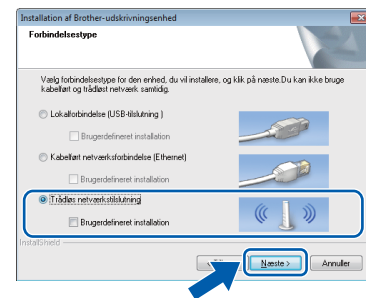 Installation af Brother-udskrivningsenhed
Forbindelsestype
Vælg forbindelsestype for den enhed, du vil installere, og klik på næste.Du kan ikke bruge
kabelført og trådløst netværk samtidig.
Lokalforbindelse (USB-tilslutning )
Brugerdefineret installation
Kabelført netværksforbindelse (Ethernet)
Brugerdefineret installation
Trådløs netværkstilslutning
Brugerdefineret installation
InstallShield
Næste >
Annuller